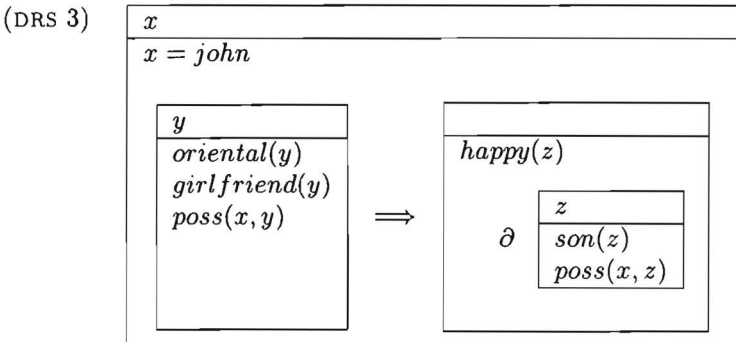 (DRS 3)
x
x = john
y
oriental(y)
girlfriend(y)
poss(x, y)
⟹
happy(z)
∂
z
son(z)
poss(x, z)